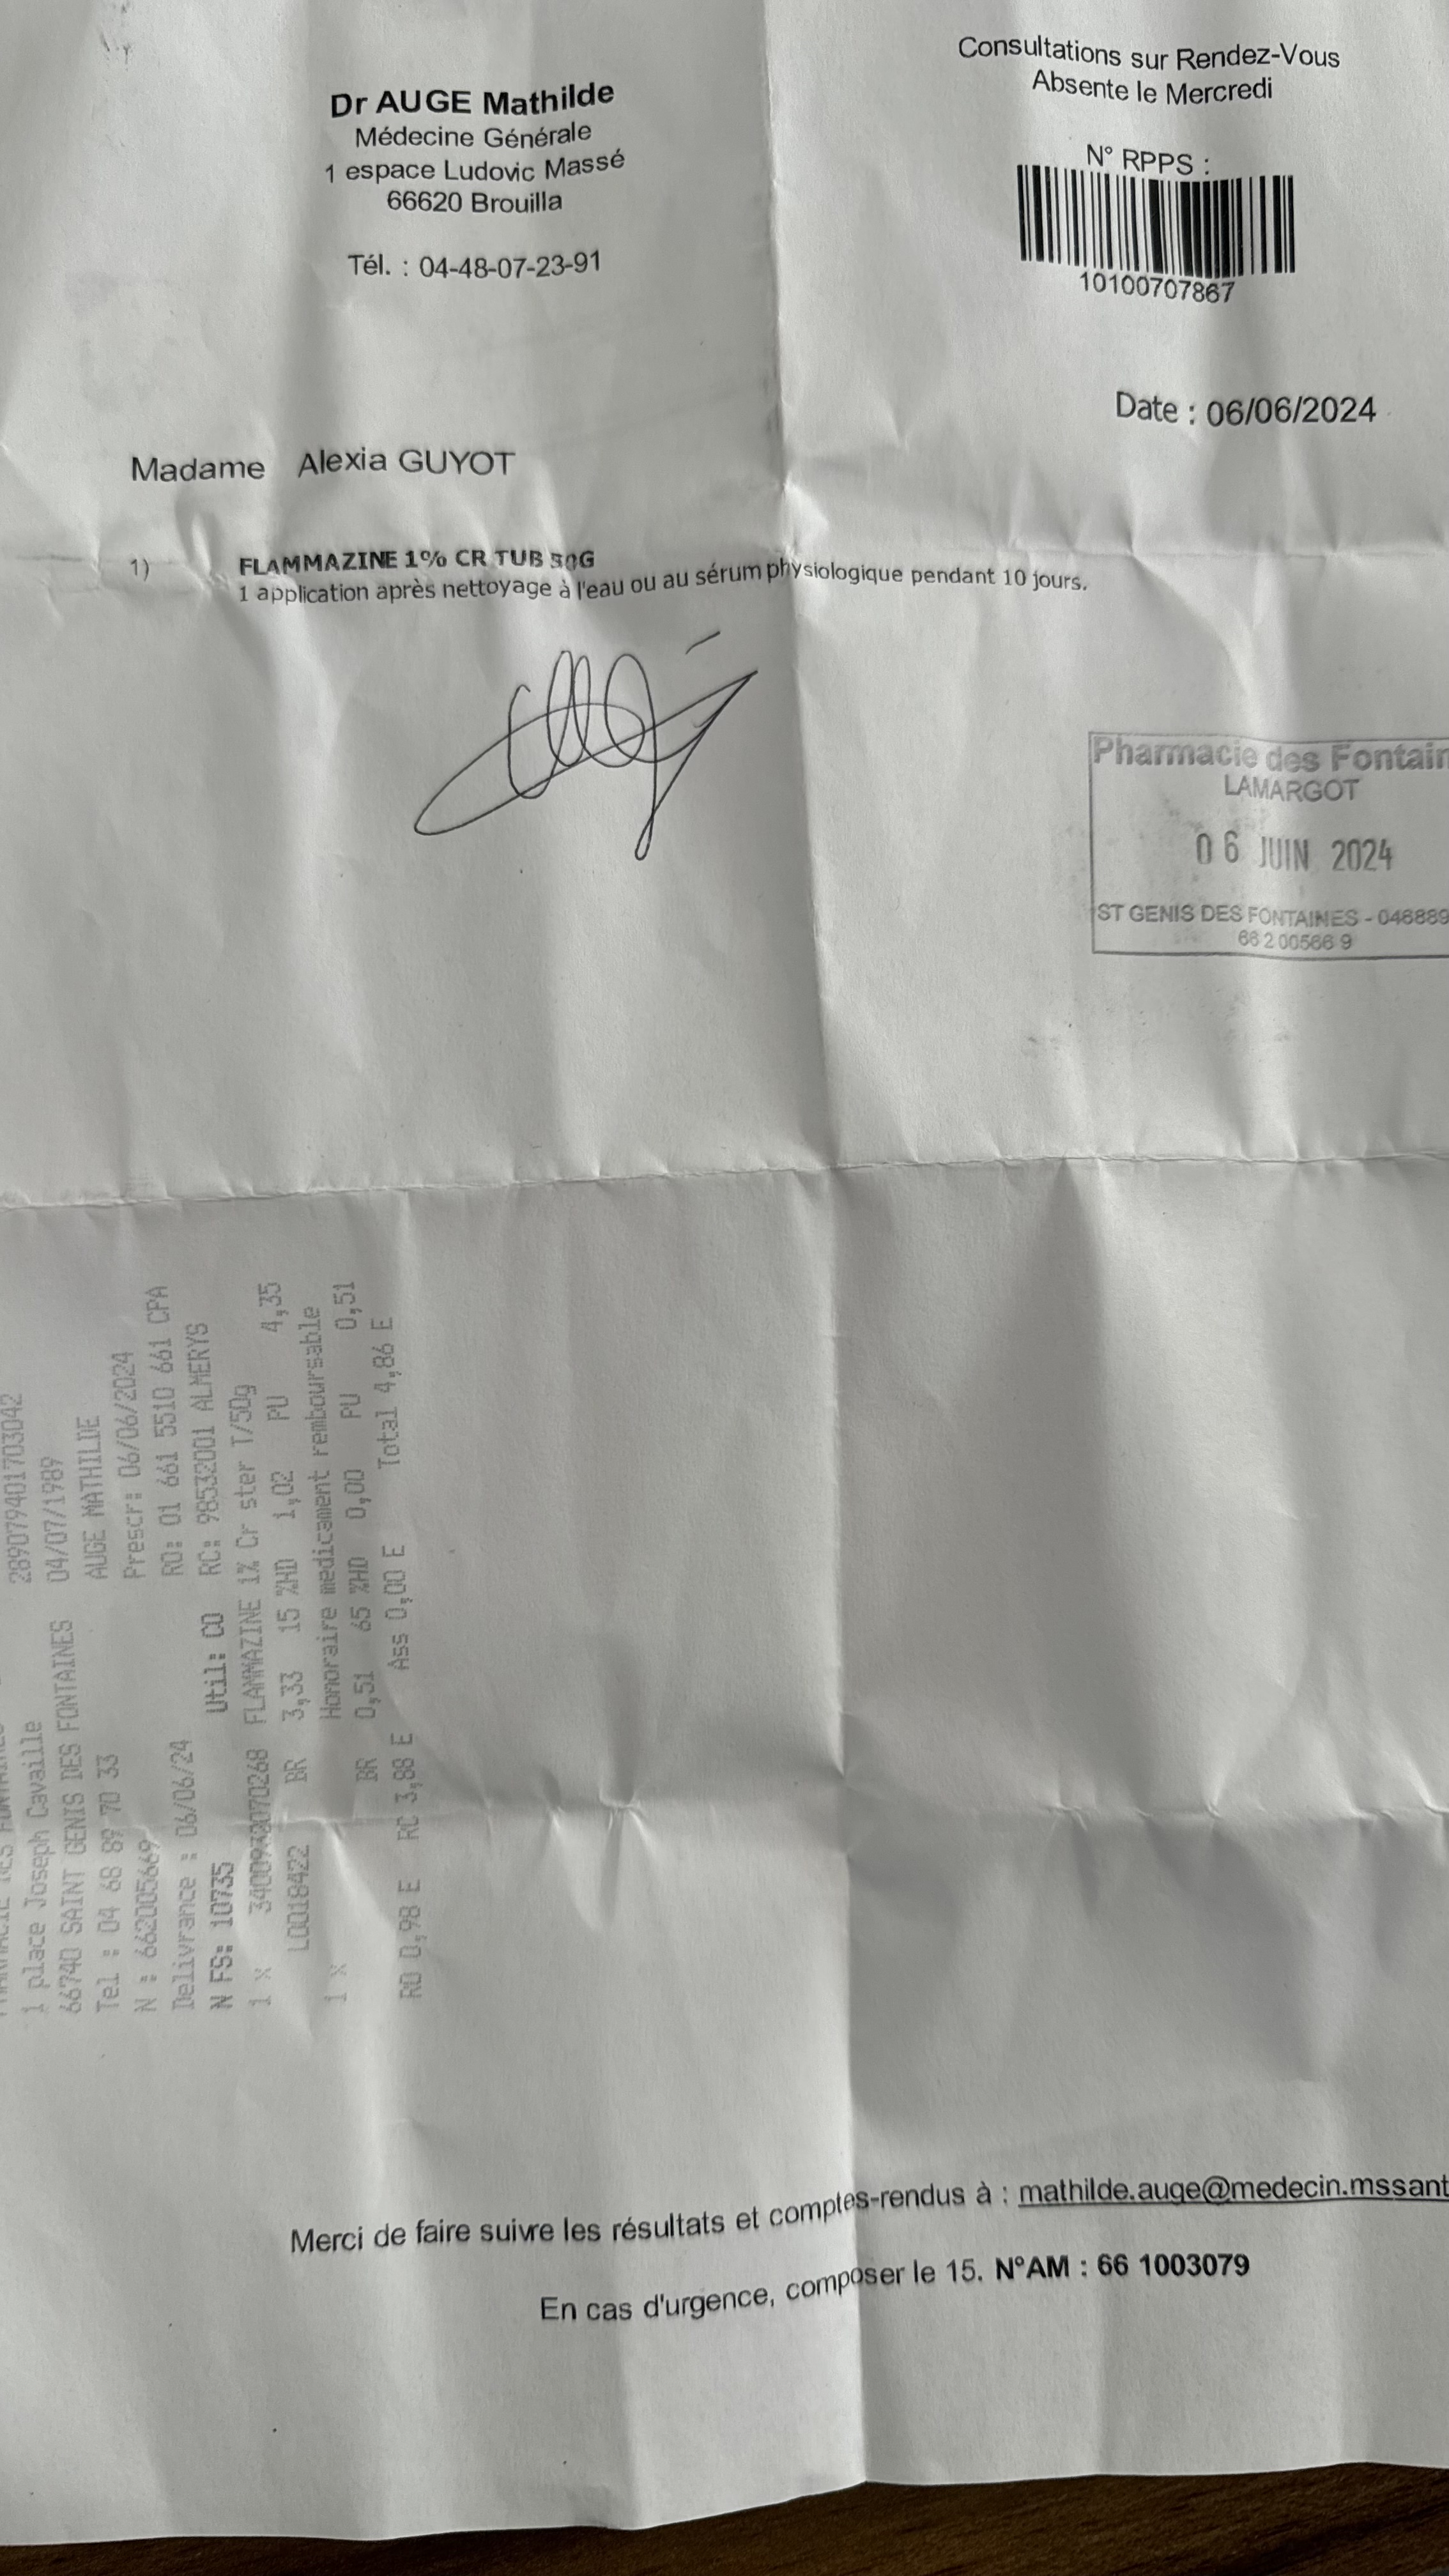 Dr AUGE Mathilde
Médecine Générale
1 espace Ludovic Massé
66620 Brouilla
Tél. : 04-48-07-23-91
Consultations sur Rendez-Vous
Absente le Mercredi
N° RPPS :
10100707867
Date : 06/06/2024
Madame Alexia GUYOT
1) FLAMMAZINE 1% CR TUB 50G
1 application après nettoyage à l'eau ou au sérum physiologique pendant 10 jours.
Pharmacie des Fontain
LAMARGOT
06 JUIN 2024
ST GENIS DES FONTAINES - 046889
66 2 00566 9
1 place Joseph Cavaille
66740 SAINT GENIS DES FONTAINES
Tel : 04 68 89 70 33
N : 662005669
Delivrance : 06/06/24
289079401703042
04/07/1989
AUGE MATHILDE
Prescr: 06/06/2024
RO: 01 661 5510 661 CPA
RC: 98532001 ALMERYS
N FS: 10735 Util: CO
1 X 3400930070268 FLAMMAZINE 1% Cr ster T/50g
LOD18422 BR 3,33 15 %HD 1,02 PU 4,35
1 X Honoraire medicament remboursable
BR 0,51 65 %HD 0,00 PU 0,51
RO 0,98 E RC 3,88 E Ass 0,00 E Total 4,86 E
Merci de faire suivre les résultats et comptes-rendus à : mathilde.auge@medecin.mssant
En cas d'urgence, composer le 15. N°AM : 66 1003079